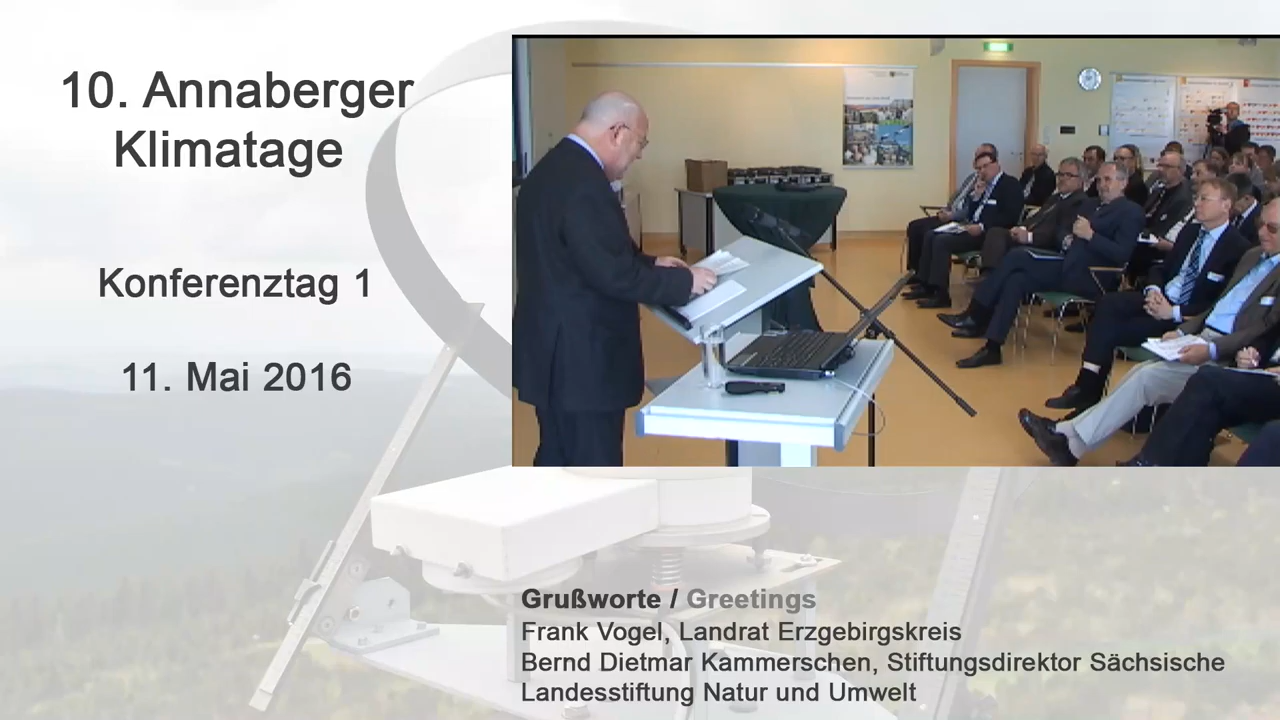 10. Annaberger
Klimatage
Konferenztag 1
11. Mai 2016
Grußworte / Greetings
Frank Vogel, Landrat Erzgebirgskreis
Bernd Dietmar Kammerschen, Stiftungsdirektor Sächsische
Landesstiftung Natur und Umwelt